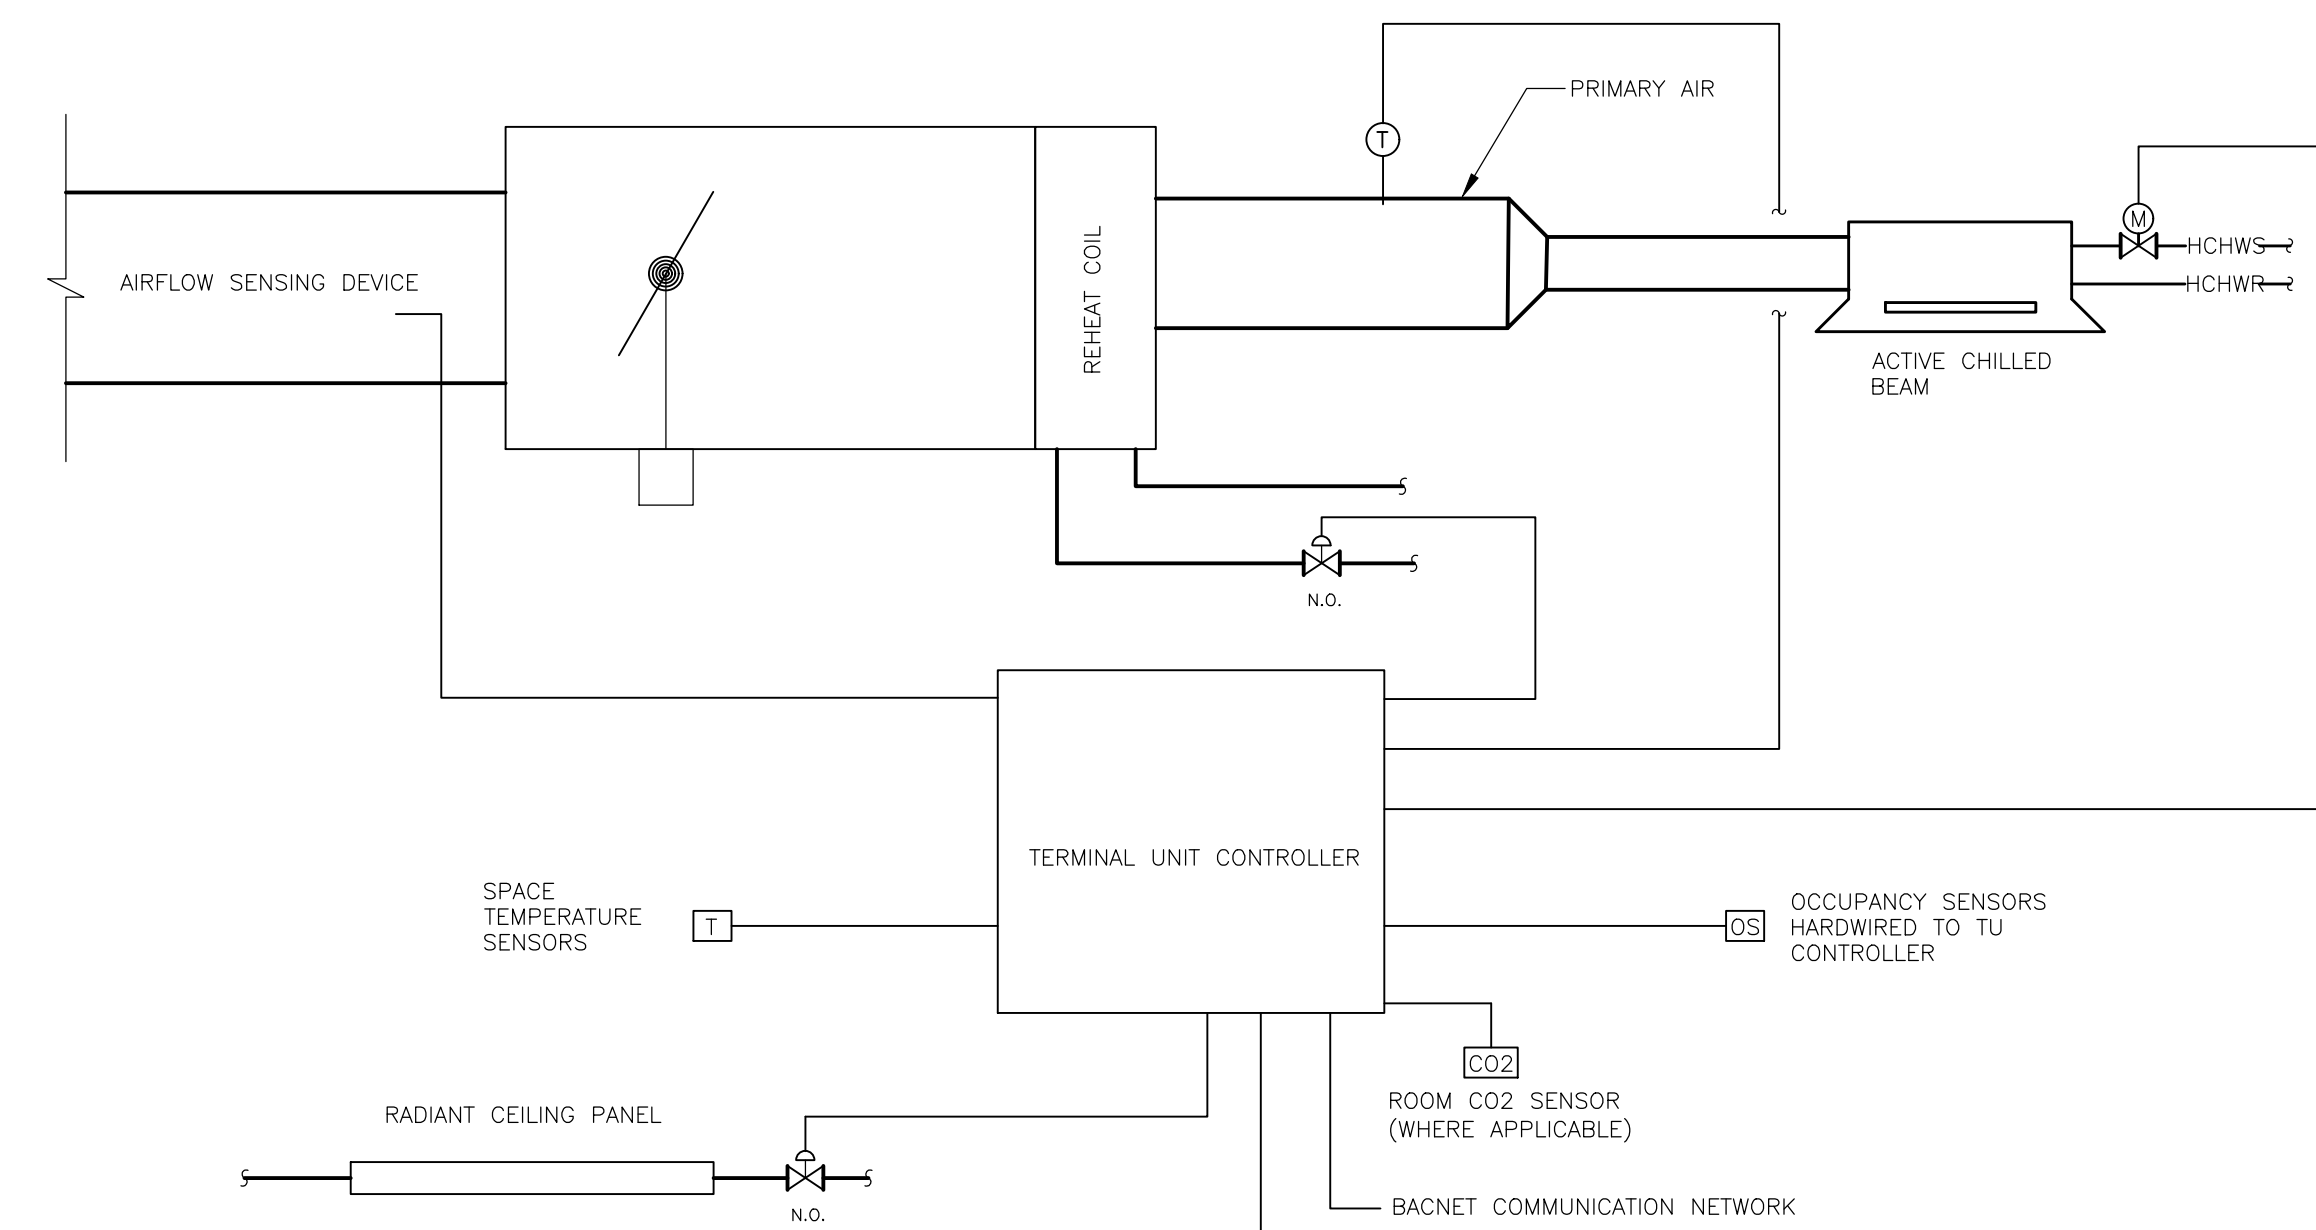 PRIMARY AIR
T
M
HCHWS
HCHWR
AIRFLOW SENSING DEVICE
REHEAT COIL
ACTIVE CHILLED
BEAM
N.O.
TERMINAL UNIT CONTROLLER
SPACE
TEMPERATURE
SENSORS
T
OS
OCCUPANCY SENSORS
HARDWIRED TO TU
CONTROLLER
CO2
ROOM CO2 SENSOR
(WHERE APPLICABLE)
RADIANT CEILING PANEL
N.O.
BACNET COMMUNICATION NETWORK